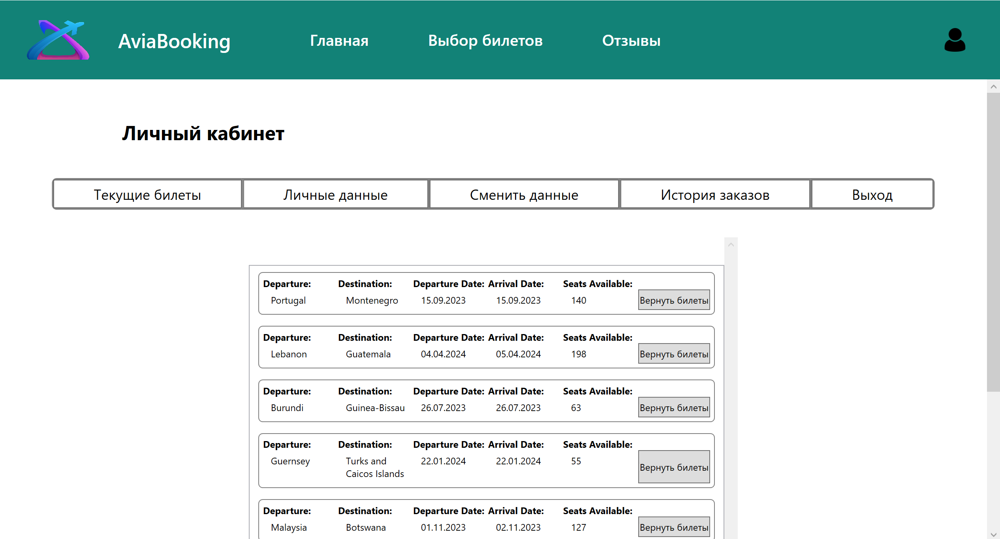 AviaBooking Главная Выбор билетов Отзывы
Личный кабинет
Текущие билеты Личные данные Сменить данные История заказов Выход
Departure: Destination: Departure Date: Arrival Date: Seats Available:
Portugal Montenegro 15.09.2023 15.09.2023 140 Вернуть билеты
Departure: Destination: Departure Date: Arrival Date: Seats Available:
Lebanon Guatemala 04.04.2024 05.04.2024 198 Вернуть билеты
Departure: Destination: Departure Date: Arrival Date: Seats Available:
Burundi Guinea-Bissau 26.07.2023 26.07.2023 63 Вернуть билеты
Departure: Destination: Departure Date: Arrival Date: Seats Available:
Guernsey Turks and 22.01.2024 22.01.2024 55 Вернуть билеты
Caicos Islands
Departure: Destination: Departure Date: Arrival Date: Seats Available:
Malaysia Botswana 01.11.2023 02.11.2023 127 Вернуть билеты